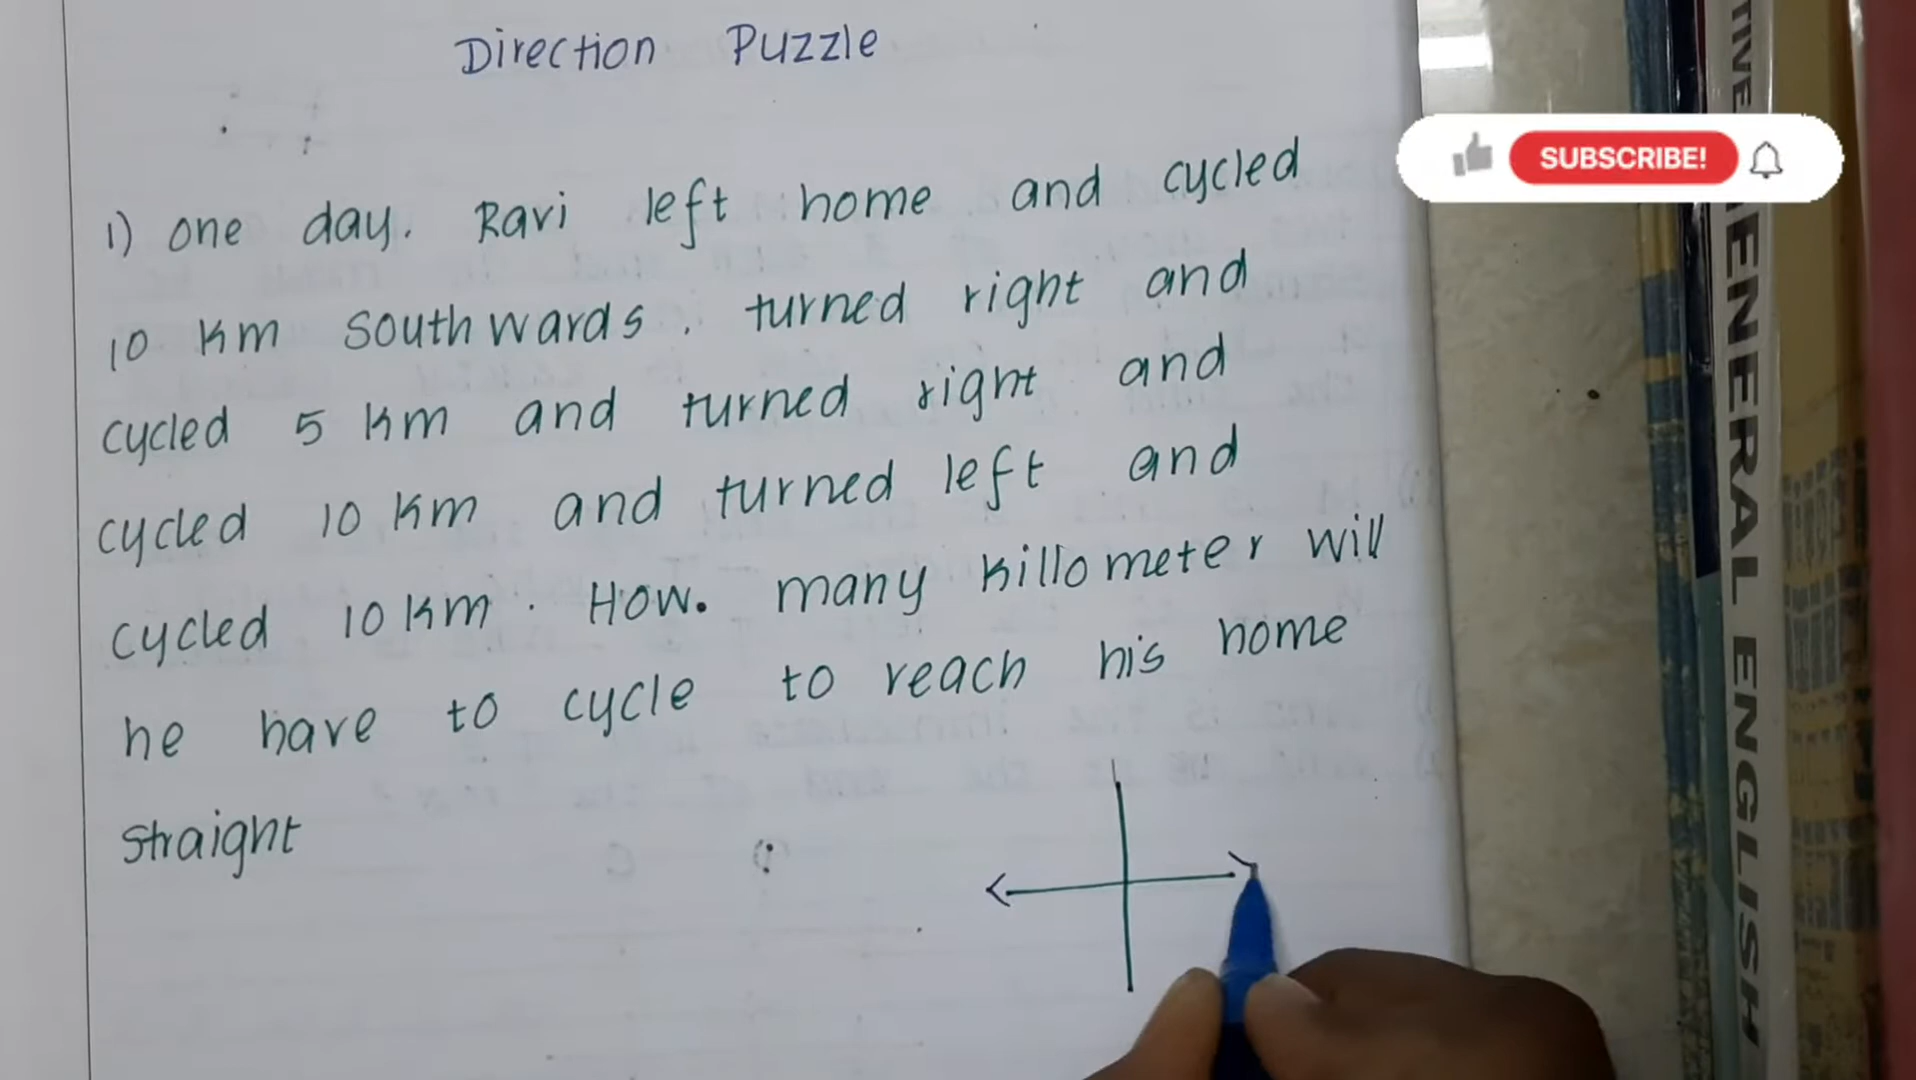 Direction Puzzle
1) one day. Ravi left home and cycled
10 km southwards. turned right and
cycled 5 km and turned right and
cycled 10 km and turned left and
cycled 10 km. How. many killometer will
he have to cycle to reach his home
straight
SUBSCRIBE!
ENERAL ENGLISH